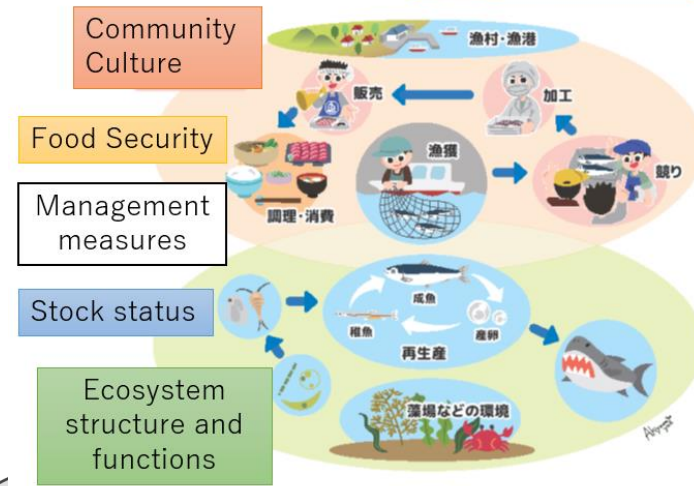 Community
Culture
漁村・漁港
販売
加工
Food Security
漁獲
競り
調理・消費
Management
measures
成魚
Stock status
稚魚
産卵
再生産
Ecosystem
structure and
functions
藻場などの環境